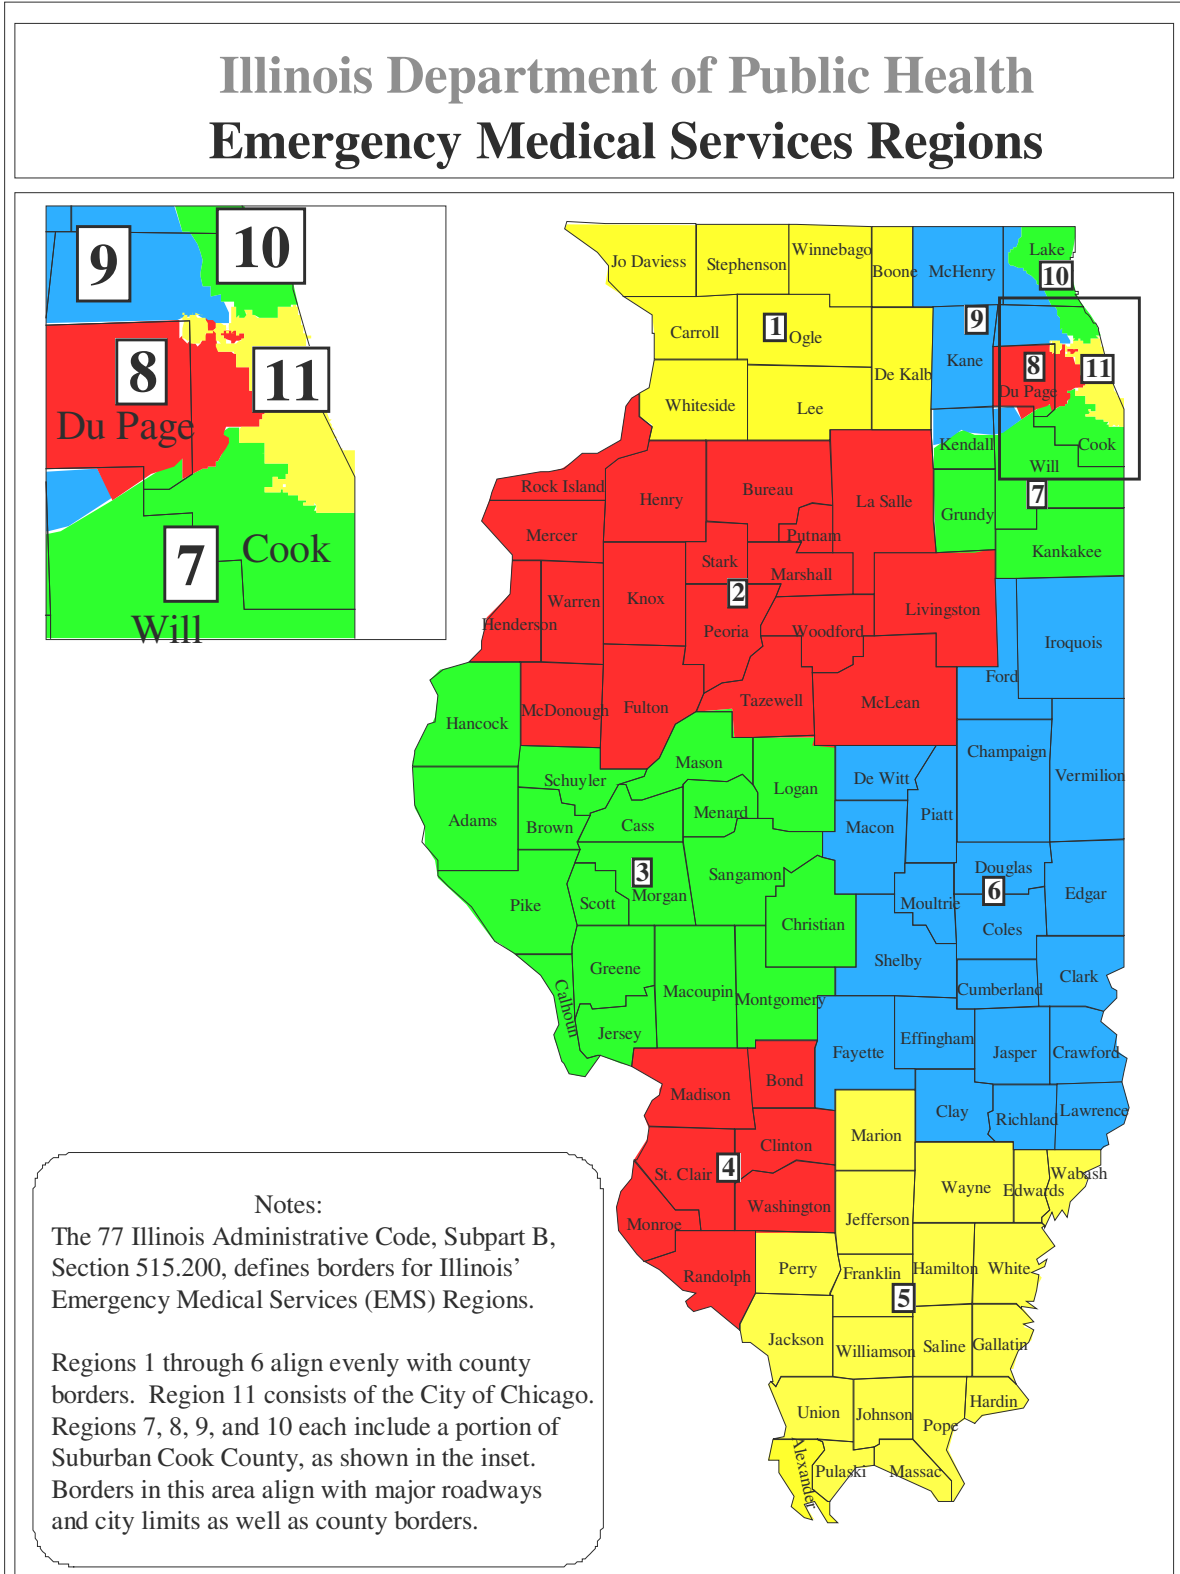 Illinois Department of Public Health
Emergency Medical Services Regions
9
10
8
11
Du Page
7
Cook
Will
Jo Daviess
Stephenson
Winnebago
Boone
McHenry
Lake
10
Carroll
1
Ogle
9
De Kalb
Kane
8
11
Du Page
Whiteside
Lee
Kendall
Cook
Will
7
Rock Island
Henry
Bureau
La Salle
Grundy
Mercer
Putnam
Kankakee
Stark
Marshall
2
Knox
Warren
Henderson
Peoria
Woodford
Livingston
Iroquois
Ford
Hancock
McDonough
Fulton
Tazewell
McLean
Champaign
Vermilion
Schuyler
Mason
Logan
De Witt
Piatt
Adams
Brown
Cass
Menard
Macon
3
Morgan
Sangamon
Douglas
6
Edgar
Pike
Scott
Christian
Moultrie
Coles
Shelby
Greene
Macoupin
Montgomery
Cumberland
Clark
Calhoun
Jersey
Fayette
Effingham
Jasper
Crawford
Madison
Bond
Clay
Richland
Lawrence
Clinton
Marion
St. Clair
4
Wayne
Edwards
Wabash
Monroe
Washington
Jefferson
Randolph
Perry
Franklin
Hamilton
White
5
Jackson
Williamson
Saline
Gallatin
Union
Johnson
Pope
Hardin
Alexander
Pulaski
Massac
Notes:
The 77 Illinois Administrative Code, Subpart B,
Section 515.200, defines borders for Illinois’
Emergency Medical Services (EMS) Regions.
Regions 1 through 6 align evenly with county
borders.  Region 11 consists of the City of Chicago.
Regions 7, 8, 9, and 10 each include a portion of
Suburban Cook County, as shown in the inset.
Borders in this area align with major roadways
and city limits as well as county borders.